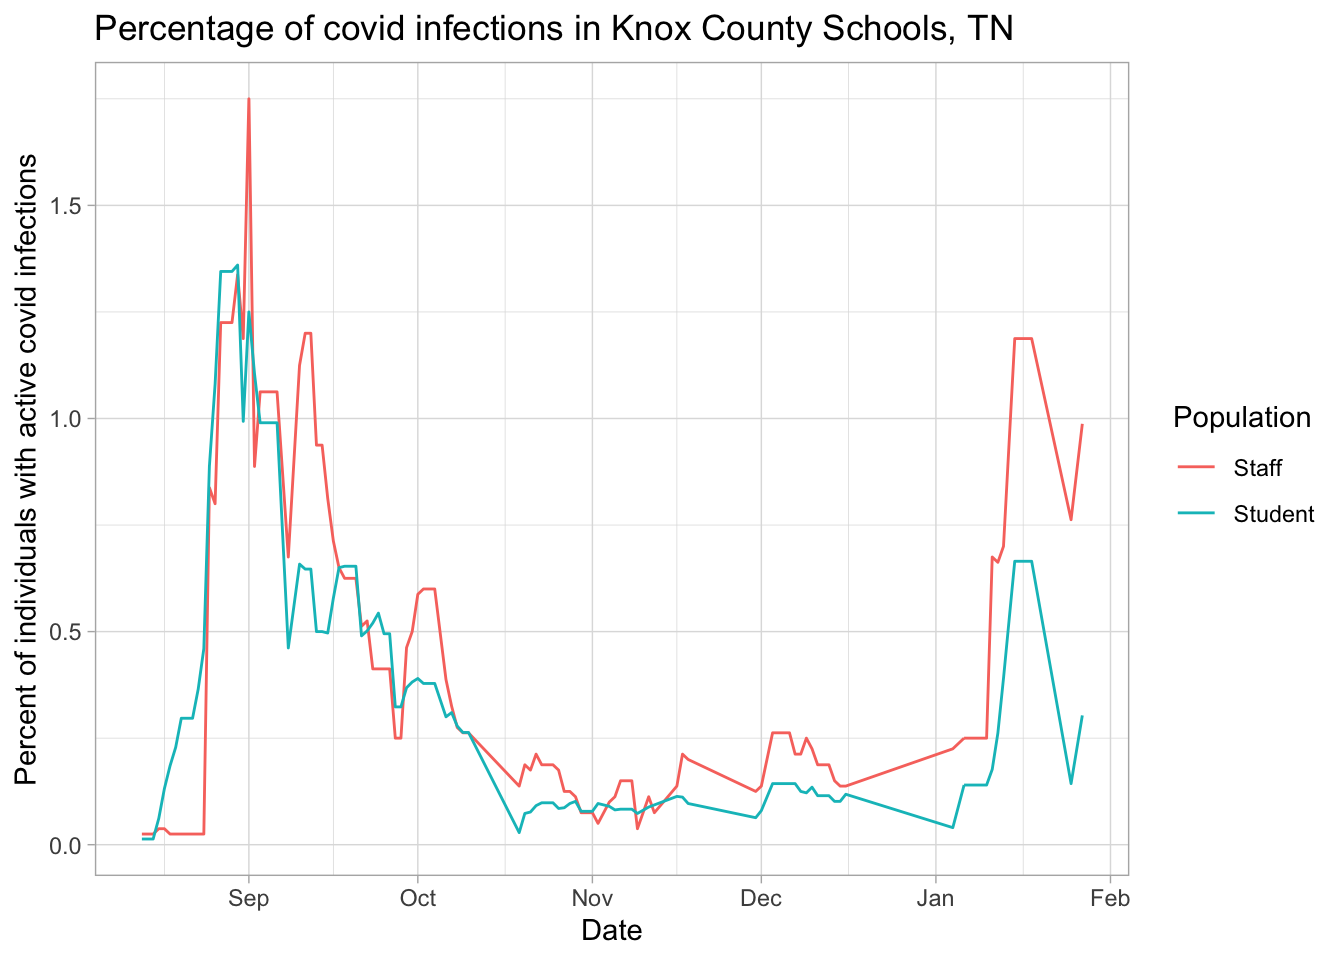 Percentage of covid infections in Knox County Schools, TN
Percent of individuals with active covid infections
1.5
1.0
0.5
0.0
Sep Oct Nov Dec Jan Feb
Date
Population
Staff
Student